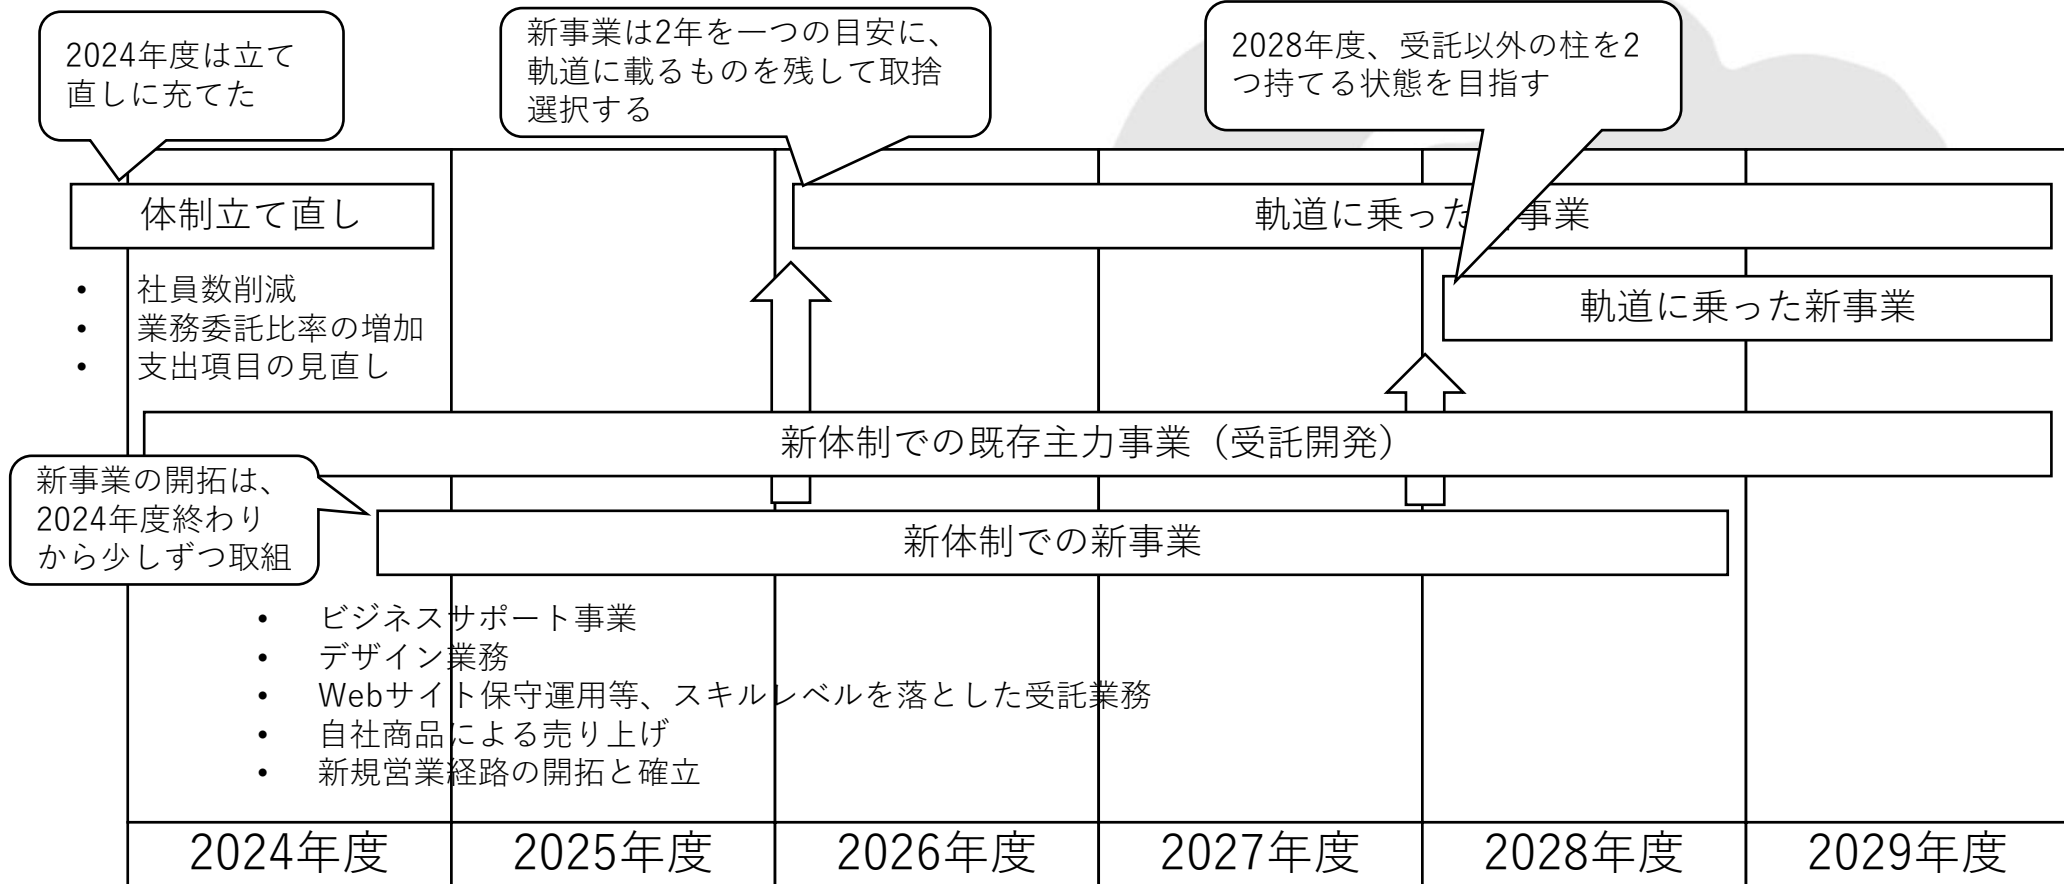 2024年度は立て
直しに充てた
新事業は2年を一つの目安に、
軌道に載るものを残して取捨
選択する
2028年度、受託以外の柱を2
つ持てる状態を目指す
体制立て直し
軌道に乗った 事業
• 社員数削減
• 業務委託比率の増加
• 支出項目の見直し
軌道に乗った新事業
新体制での既存主力事業（受託開発）
新事業の開拓は、
2024年度終わり
から少しずつ取組
新体制での新事業
• ビジネスサポート事業
• デザイン業務
• Webサイト保守運用等、スキルレベルを落とした受託業務
• 自社商品による売り上げ
• 新規営業経路の開拓と確立
2024年度 2025年度 2026年度 2027年度 2028年度 2029年度